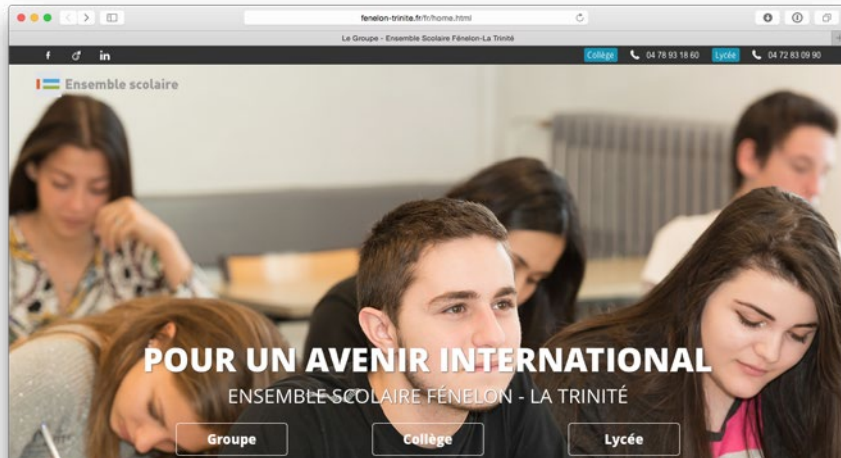 fenelon-trinite.fr/fr/home.html
Le Groupe - Ensemble Scolaire Fénelon-La Trinité
f in Collège 04 78 93 18 60 Lycée 04 72 83 09 90
Ensemble scolaire
POUR UN AVENIR INTERNATIONAL
ENSEMBLE SCOLAIRE FÉNELON - LA TRINITÉ
Groupe Collège Lycée